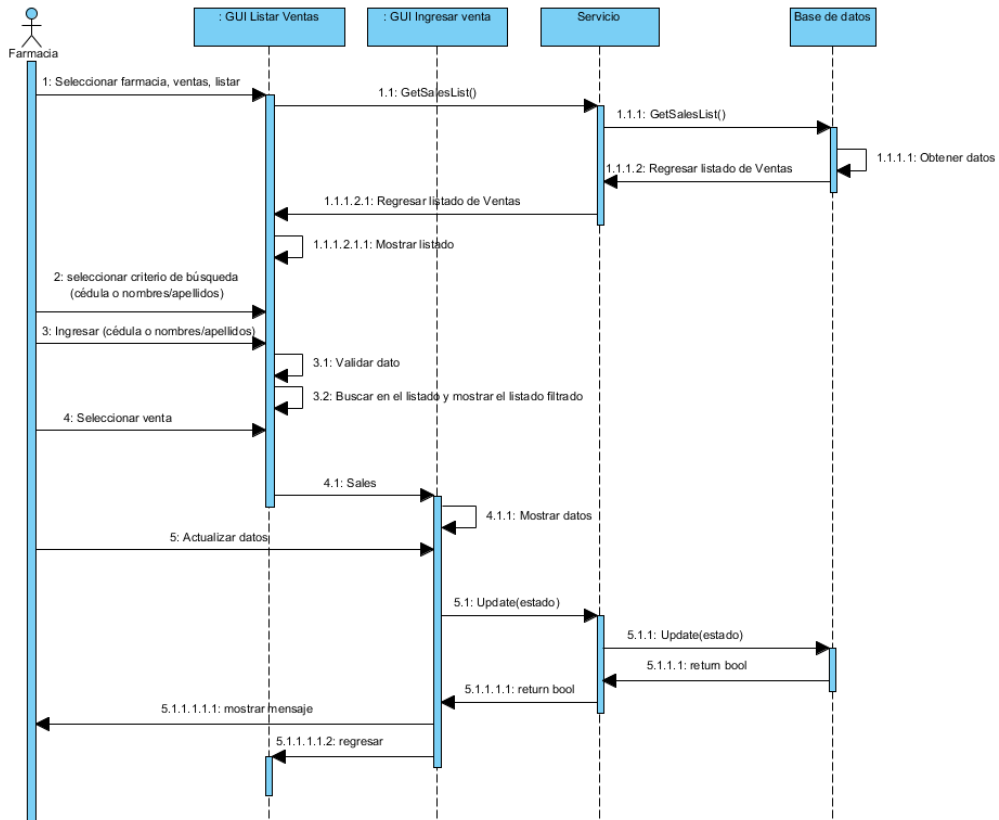 : GUI Listar Ventas
: GUI Ingresar venta
Servicio
Base de datos
Farmacia
1: Seleccionar farmacia, ventas, listar
1.1: GetSalesList()
1.1.1: GetSalesList()
1.1.1.1: Obtener datos
1.1.1.2: Regresar listado de Ventas
1.1.1.2.1: Regresar listado de Ventas
1.1.1.2.1.1: Mostrar listado
2: seleccionar criterio de búsqueda
(cédula o nombres/apellidos)
3: Ingresar (cédula o nombres/apellidos)
3.1: Validar dato
3.2: Buscar en el listado y mostrar el listado filtrado
4: Seleccionar venta
4.1: Sales
4.1.1: Mostrar datos
5: Actualizar datos
5.1: Update(estado)
5.1.1: Update(estado)
5.1.1.1: return bool
5.1.1.1.1: return bool
5.1.1.1.1.1: mostrar mensaje
5.1.1.1.1.2: regresar